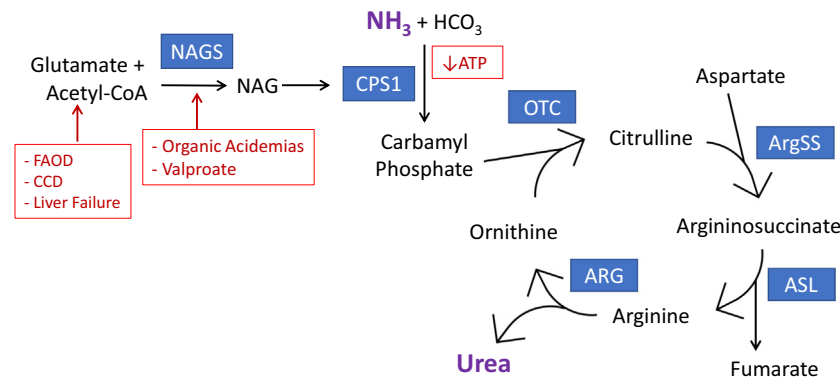 NH₃ + HCO₃
NAGS
Glutamate +
Acetyl-CoA
NAG
CPS1
↓ATP
Aspartate
OTC
Citrulline
ArgSS
- FAOD
- CCD
- Liver Failure
- Organic Acidemias
- Valproate
Carbamyl
Phosphate
Ornithine
Argininosuccinate
ARG
ASL
Arginine
Urea
Fumarate